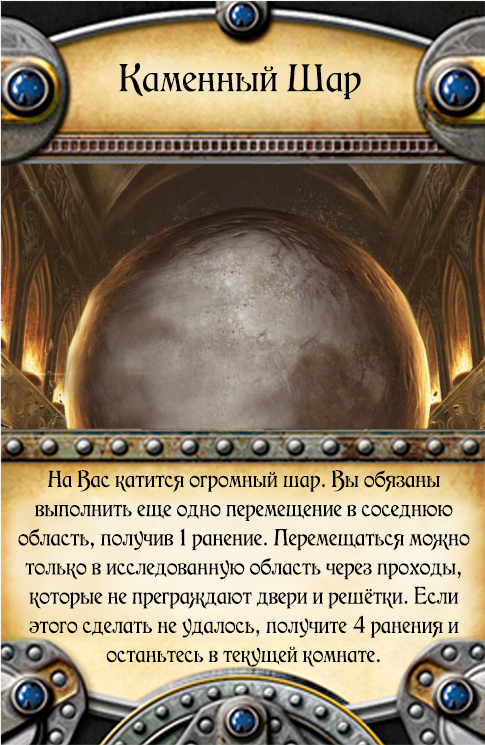 Каменный Шар
На Вас катится огромный шар. Вы обязаны
выполнить еще одно перемещение в соседнюю
область, получив 1 ранение. Перемещаться можно
только в исследованную область через проходы,
которые не преграждают двери и решётки. Если
этого сделать не удалось, получите 4 ранения и
останьтесь в текущей комнате.